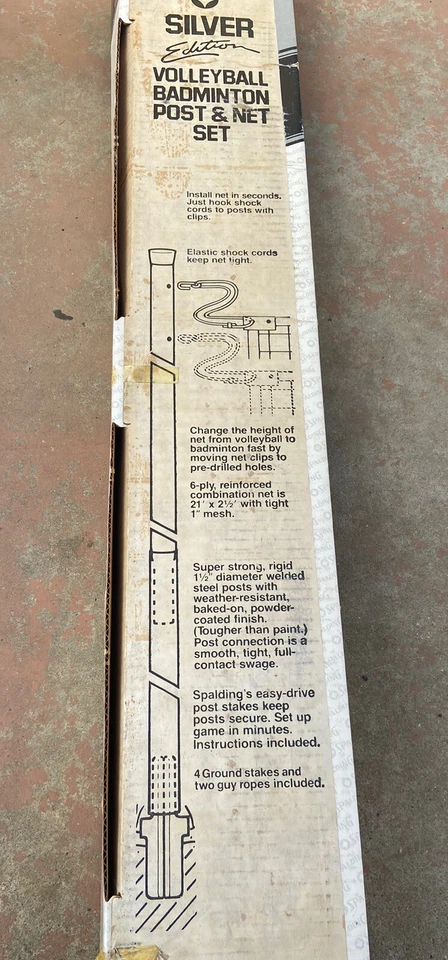 SILVER
Edition
VOLLEYBALL
BADMINTON
POST & NET
SET
Install net in seconds.
Just hook shock
cords to posts with
clips.
Elastic shock cords
keep net tight.
Change the height of
net from volleyball to
badminton fast by
moving net clips to
pre-drilled holes.
6-ply, reinforced
combination net is
21' x 2½' with tight
1" mesh.
Super strong, rigid
1½" diameter welded
steel posts with
weather-resistant,
baked-on, powder-
coated finish.
(Tougher than paint.)
Post connection is a
smooth, tight, full-
contact swage.
Spalding's easy-drive
post stakes keep
posts secure. Set up
game in minutes.
Instructions included.
4 Ground stakes and
two guy ropes included.